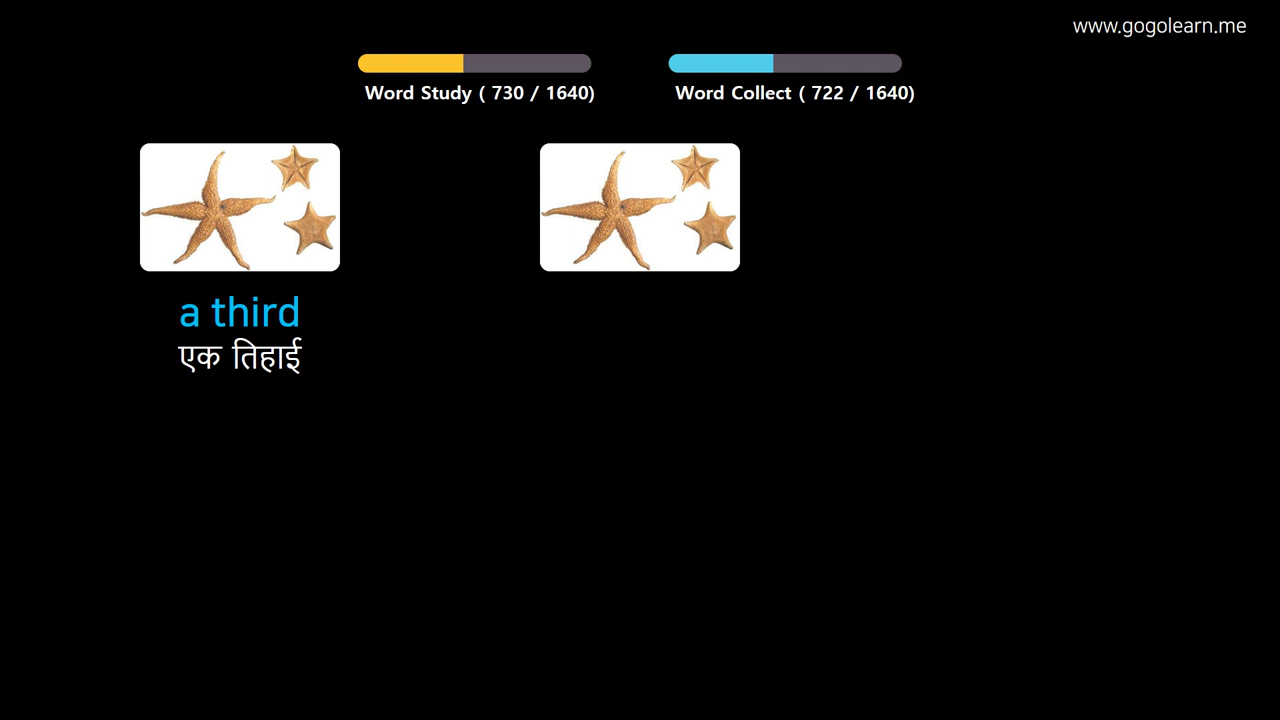 www.gogolearn.me
Word Study ( 730 / 1640)
Word Collect ( 722 / 1640)
a third
एक तिहाई